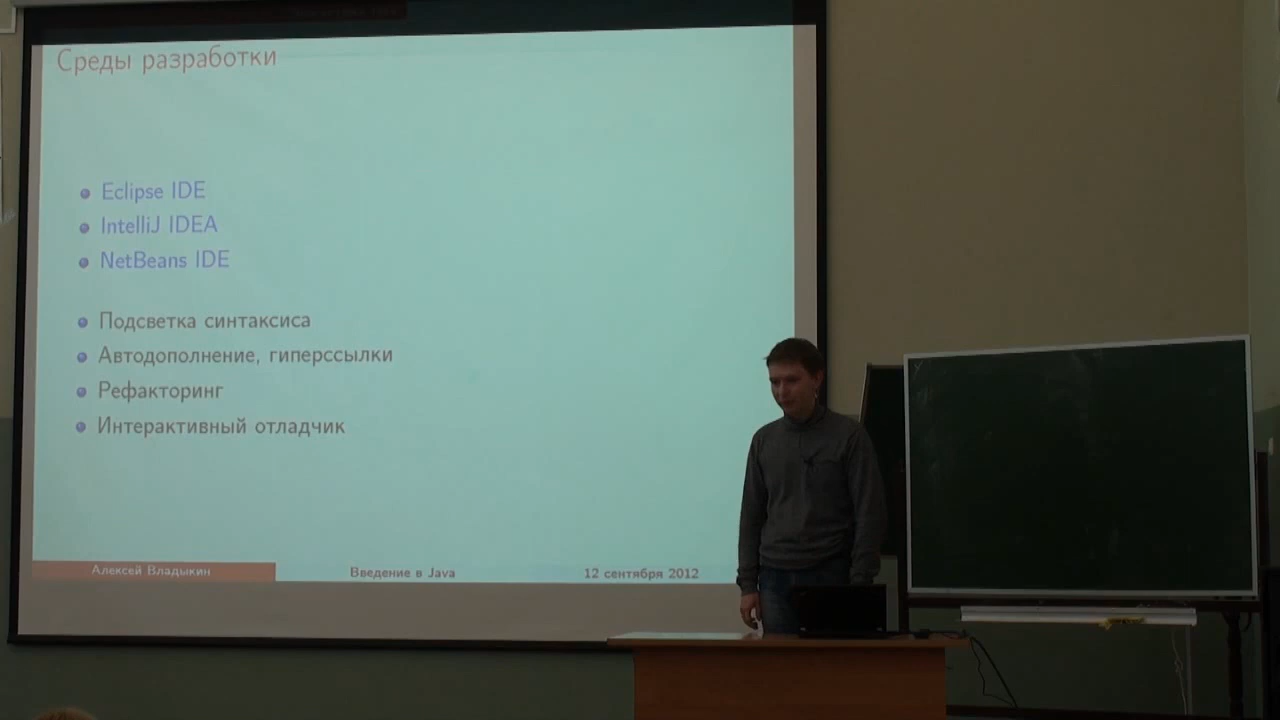 Среды разработки
Eclipse IDE
IntelliJ IDEA
NetBeans IDE
Подсветка синтаксиса
Автодополнение, гиперссылки
Рефакторинг
Интерактивный отладчик
Алексей Владыкин
Введение в Java
12 сентября 2012